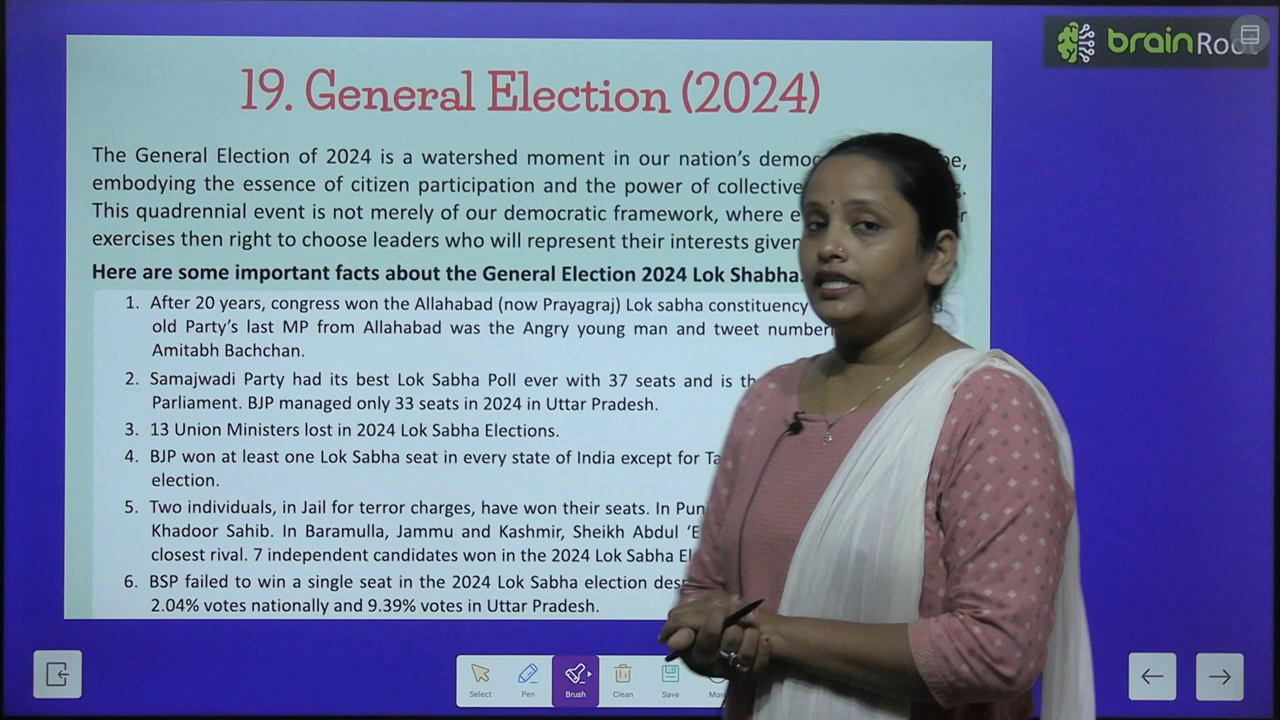 brainRoot
19. General Election (2024)
The General Election of 2024 is a watershed moment in our nation's
embodying the essence of citizen participation and the power of collective
This quadrennial event is not merely of our democratic framework, where
exercises then right to choose leaders who will represent their interests
Here are some important facts about the General Election 2024 Lok Shabha.
1. After 20 years, congress won the Allahabad (now Prayagraj) Lok sabha constituency
old Party's last MP from Allahabad was the Angry young man and tweet
Amitabh Bachchan.
2. Samajwadi Party had its best Lok Sabha Poll ever with 37 seats and is
Parliament. BJP managed only 33 seats in 2024 in Uttar Pradesh.
3. 13 Union Ministers lost in 2024 Lok Sabha Elections.
4. BJP won at least one Lok Sabha seat in every state of India except for
election.
5. Two individuals, in Jail for terror charges, have won their seats. In
Khadoor Sahib. In Baramulla, Jammu and Kashmir, Sheikh Abdul
closest rival. 7 independent candidates won in the 2024 Lok Sabha
6. BSP failed to win a single seat in the 2024 Lok Sabha election
2.04% votes nationally and 9.39% votes in Uttar Pradesh.
Select Pen Brush Clean Save